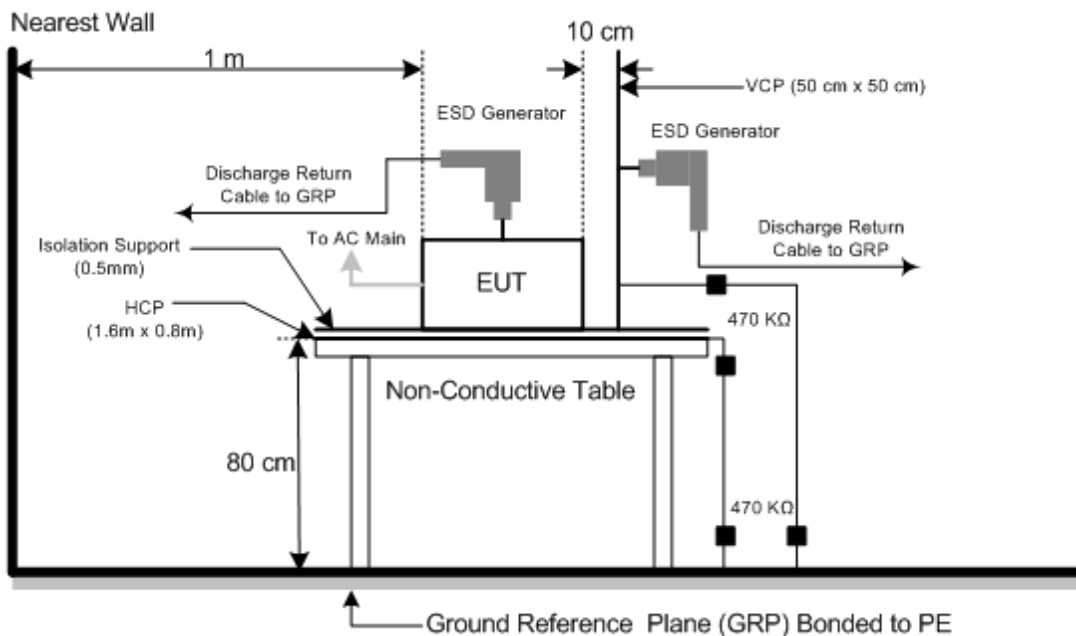 Nearest Wall
1 m
10 cm
VCP (50 cm x 50 cm)
ESD Generator
ESD Generator
Discharge Return
Cable to GRP
Discharge Return
Cable to GRP
To AC Main
Isolation Support
(0.5mm)
EUT
HCP
(1.6m x 0.8m)
470 KΩ
Non-Conductive Table
80 cm
470 KΩ
Ground Reference Plane (GRP) Bonded to PE